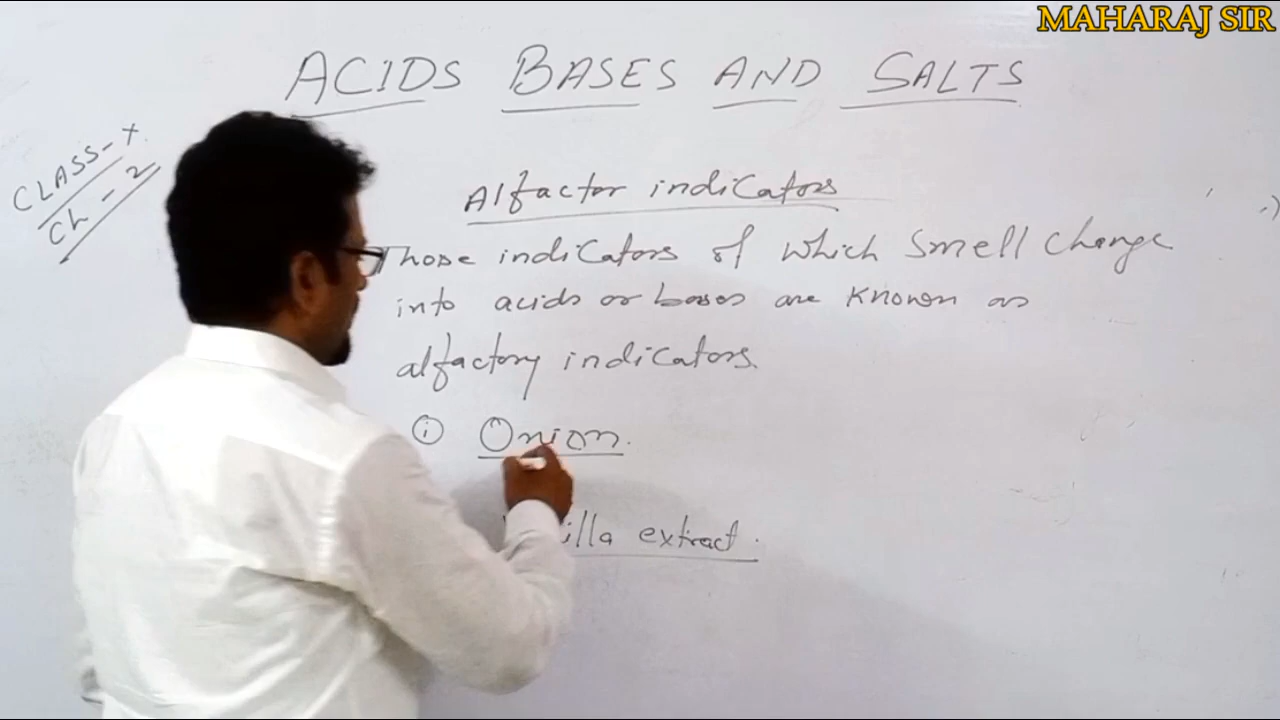 MAHARAJ SIR
ACIDS BASES AND SALTS
CLASS-X
Ch-2
Alfactor indicators
Those indicators of which smell change
into acids or bases are known as
alfactory indicators.
(i) Onion.
illa extract.